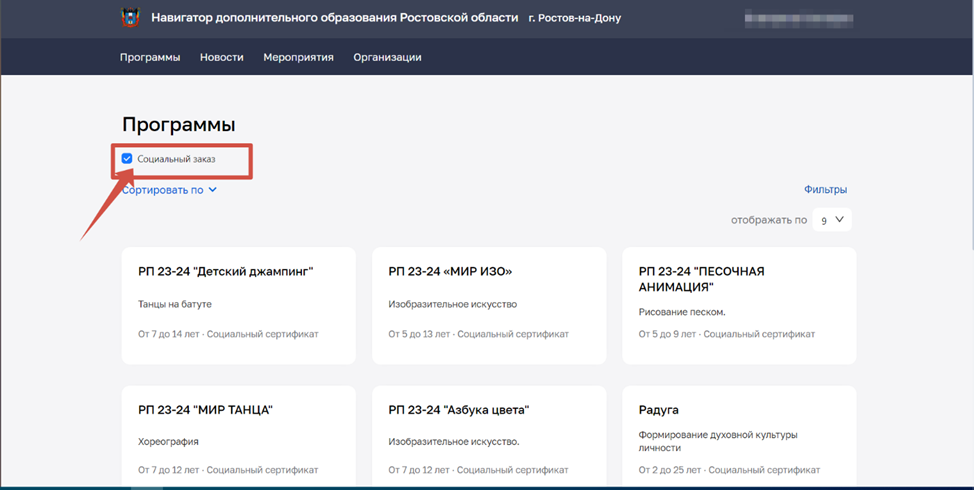 Навигатор дополнительного образования Ростовской области г. Ростов-на-Дону
Программы Новости Мероприятия Организации
Программы
Социальный заказ
Сортировать по
Фильтры
отображать по 9
РП 23-24 "Детский джампинг"
Танцы на батуте
От 7 до 14 лет · Социальный сертификат
РП 23-24 «МИР ИЗО»
Изобразительное искусство
От 5 до 13 лет · Социальный сертификат
РП 23-24 "ПЕСОЧНАЯ
АНИМАЦИЯ"
Рисование песком.
От 5 до 9 лет · Социальный сертификат
РП 23-24 "МИР ТАНЦА"
Хореография
От 7 до 12 лет · Социальный сертификат
РП 23-24 "Азбука цвета"
Изобразительное искусство.
От 7 до 12 лет · Социальный сертификат
Радуга
Формирование духовной культуры
личности
От 2 до 25 лет · Социальный сертификат